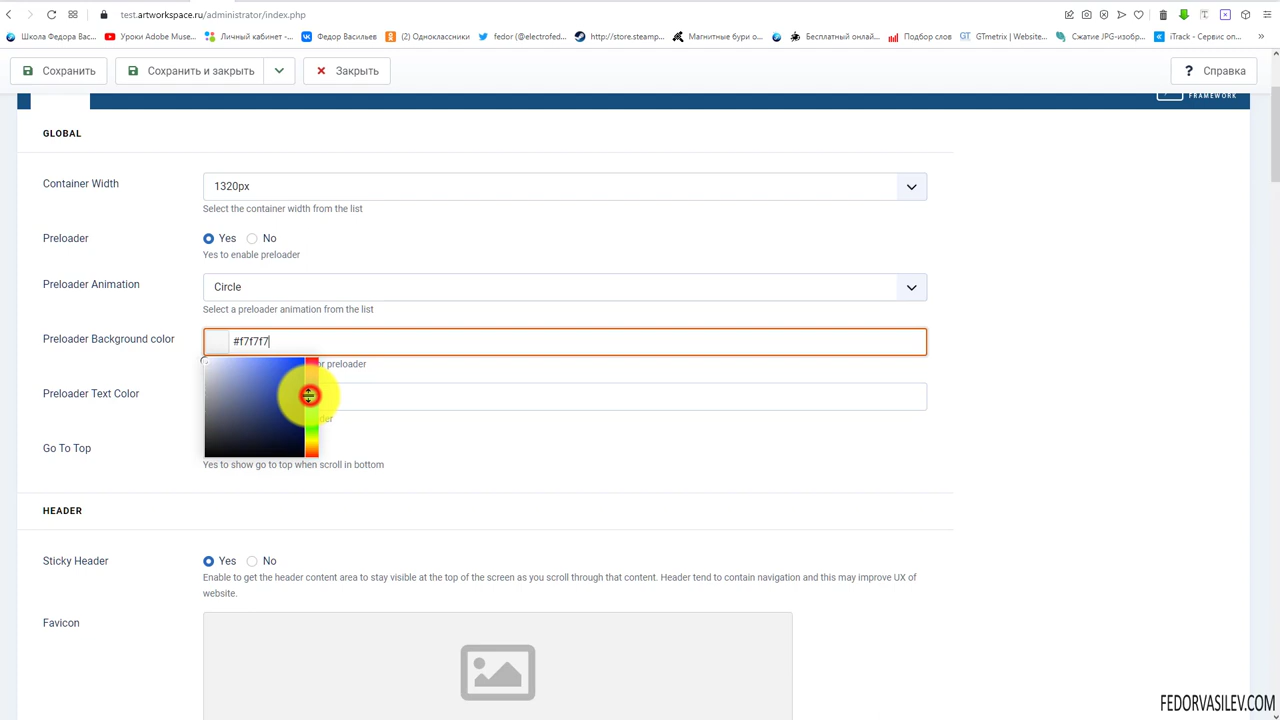 test.artworkspace.ru/administrator/index.php
Школа Федора Вас...
Уроки Adobe Muse...
Личный кабинет -...
Федор Васильев
(2) Одноклассники
fedor (@electrofed...
http://store.steamp...
Магнитные бури о...
Бесплатный онлай...
Подбор слов
GTmetrix | Website...
Сжатие JPG-изобр...
iTrack - Сервис оп...
»
Сохранить
Сохранить и закрыть
Закрыть
? Справка
FRAMEWORK
GLOBAL
Container Width
1320px
Select the container width from the list
Preloader
Yes
No
Yes to enable preloader
Preloader Animation
Circle
Select a preloader animation from the list
Preloader Background color
#f7f7f7
or preloader
Preloader Text Color
der
Go To Top
Yes to show go to top when scroll in bottom
HEADER
Sticky Header
Yes
No
Enable to get the header content area to stay visible at the top of the screen as you scroll through that content. Header tend to contain navigation and this may improve UX of
website.
Favicon
FEDORVASILEV.COM